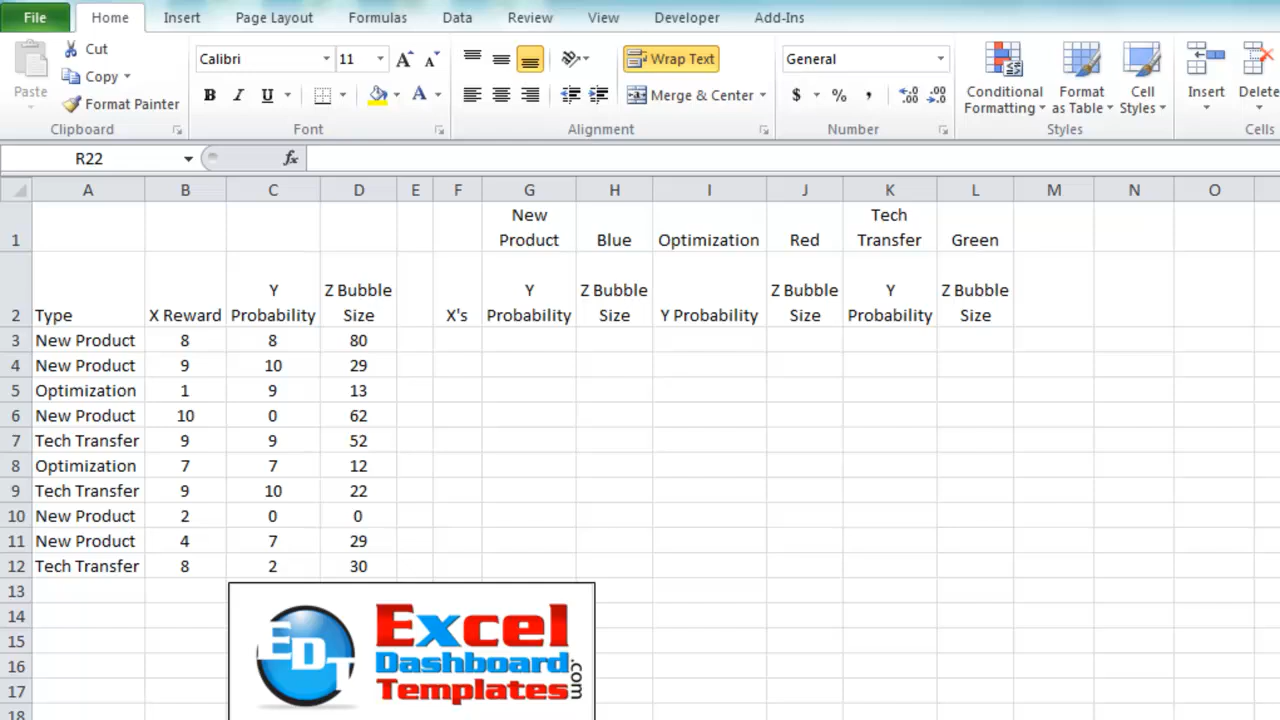 File Home Insert Page Layout Formulas Data Review View Developer Add-Ins
Paste
Cut
Copy
Format Painter
Clipboard
Calibri 11
B I U A
Font
Wrap Text
Merge & Center
Alignment
General
$ % , .00 .0
Number
Conditional Formatting
Format as Table
Cell Styles
Styles
Insert
Delete
Cells
R22 fx
A B C D E F G H I J K L M N O
1 New Product Blue Optimization Red Tech Transfer Green
2 Type X Reward Y Probability Z Bubble Size X's Y Probability Z Bubble Size Y Probability Z Bubble Size Y Probability Z Bubble Size
3 New Product 8 8 80
4 New Product 9 10 29
5 Optimization 1 9 13
6 New Product 10 0 62
7 Tech Transfer 9 9 52
8 Optimization 7 7 12
9 Tech Transfer 9 10 22
10 New Product 2 0 0
11 New Product 4 7 29
12 Tech Transfer 8 2 30
13
14
15
16
17
18
EDT
Excel
Dashboard
Templates
.com